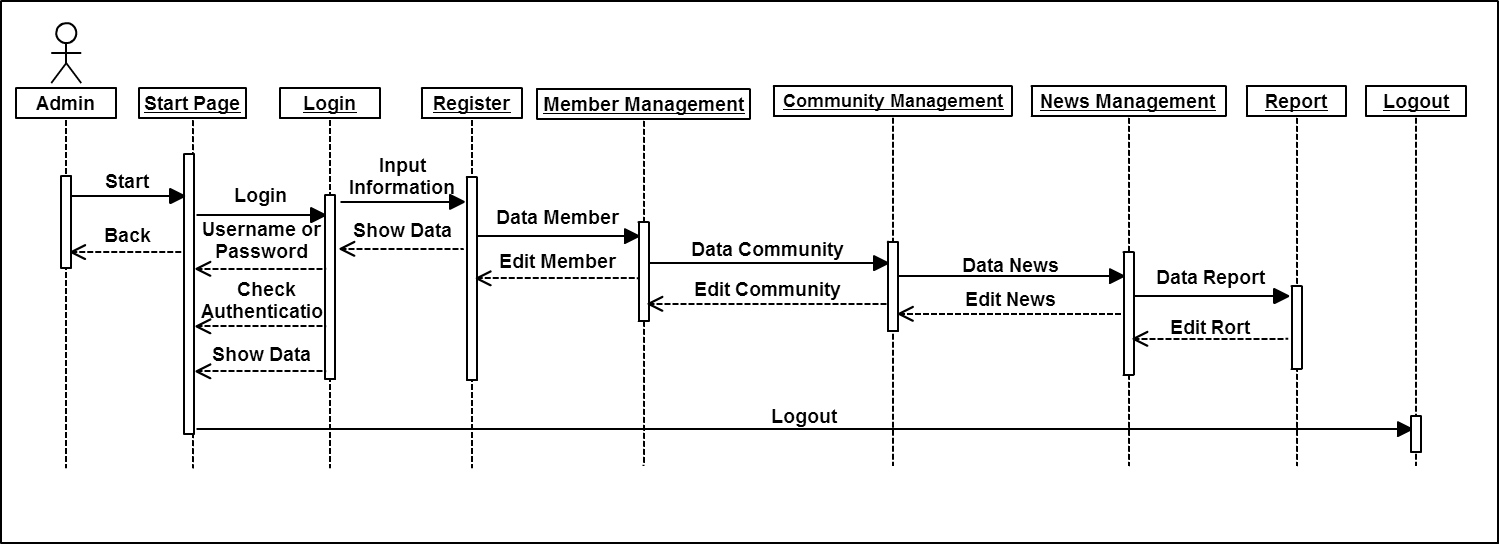 Admin
Start Page
Login
Register
Member Management
Community Management
News Management
Report
Logout
Start
Back
Login
Username or
Password
Check
Authenticatio
Show Data
Input
Information
Show Data
Data Member
Edit Member
Data Community
Edit Community
Data News
Edit News
Data Report
Edit Rort
Logout